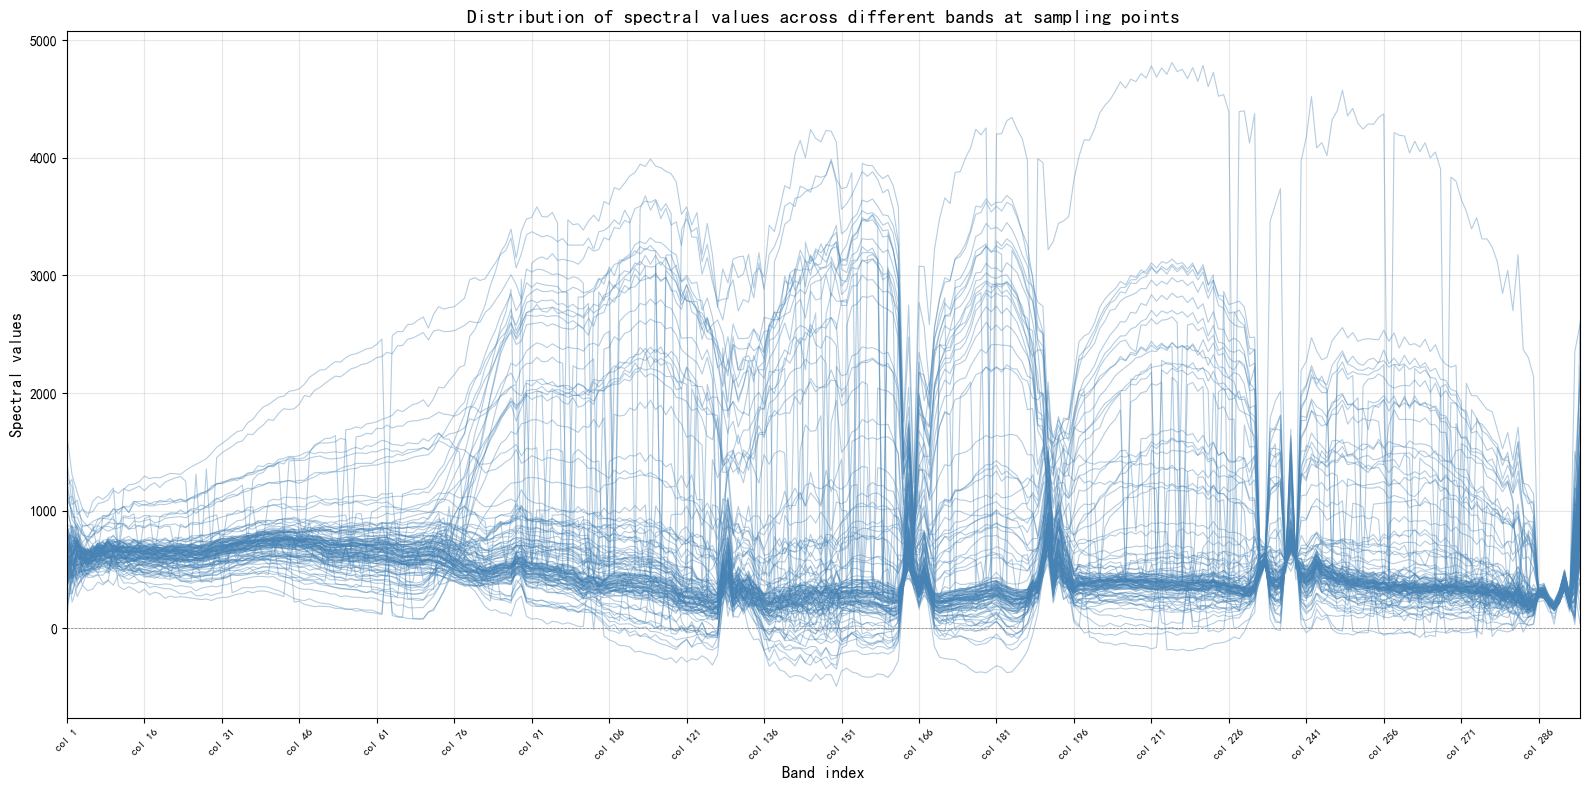 Distribution of spectral values across different bands at sampling points
Spectral values
5000
4000
3000
2000
1000
0
col 1
col 16
col 31
col 46
col 61
col 76
col 91
col 106
col 121
col 136
col 151
col 166
col 181
col 196
col 211
col 226
col 241
col 256
col 271
col 286
Band index